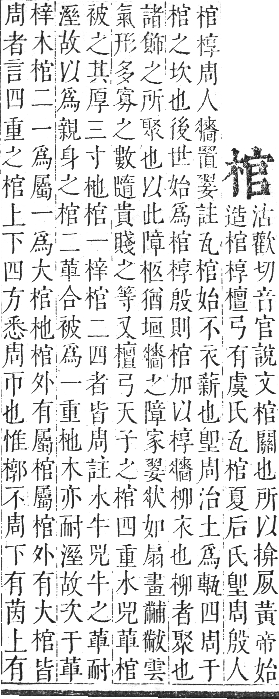 棺 沽歡切音官說文棺關也所以揜屍黃帝始
造棺椁檀弓有虞氏瓦棺夏后氏堲周殷人
棺椁周人牆置翣註瓦棺始不衣薪也堲周治土爲甎四周于
棺之坎也後世始爲棺椁殷則棺加以椁牆柳衣也柳者聚也
諸飾之所聚也以此障柩猶垣牆之障家翣狀如扇畫黼黻雲
氣形多寡之數隨貴賤之等又檀弓天子之棺四重水兕革棺
被之其厚三寸杝棺一梓棺二四者皆周註水牛兕牛之革耐
溼故以爲親身之棺二革合被爲一重杝木亦耐溼故次于革
梓木棺二一爲屬一爲大棺杝棺外有屬棺屬棺外有大棺皆
周者言四重之棺上下四方悉周帀也惟槨不周下有茵上有